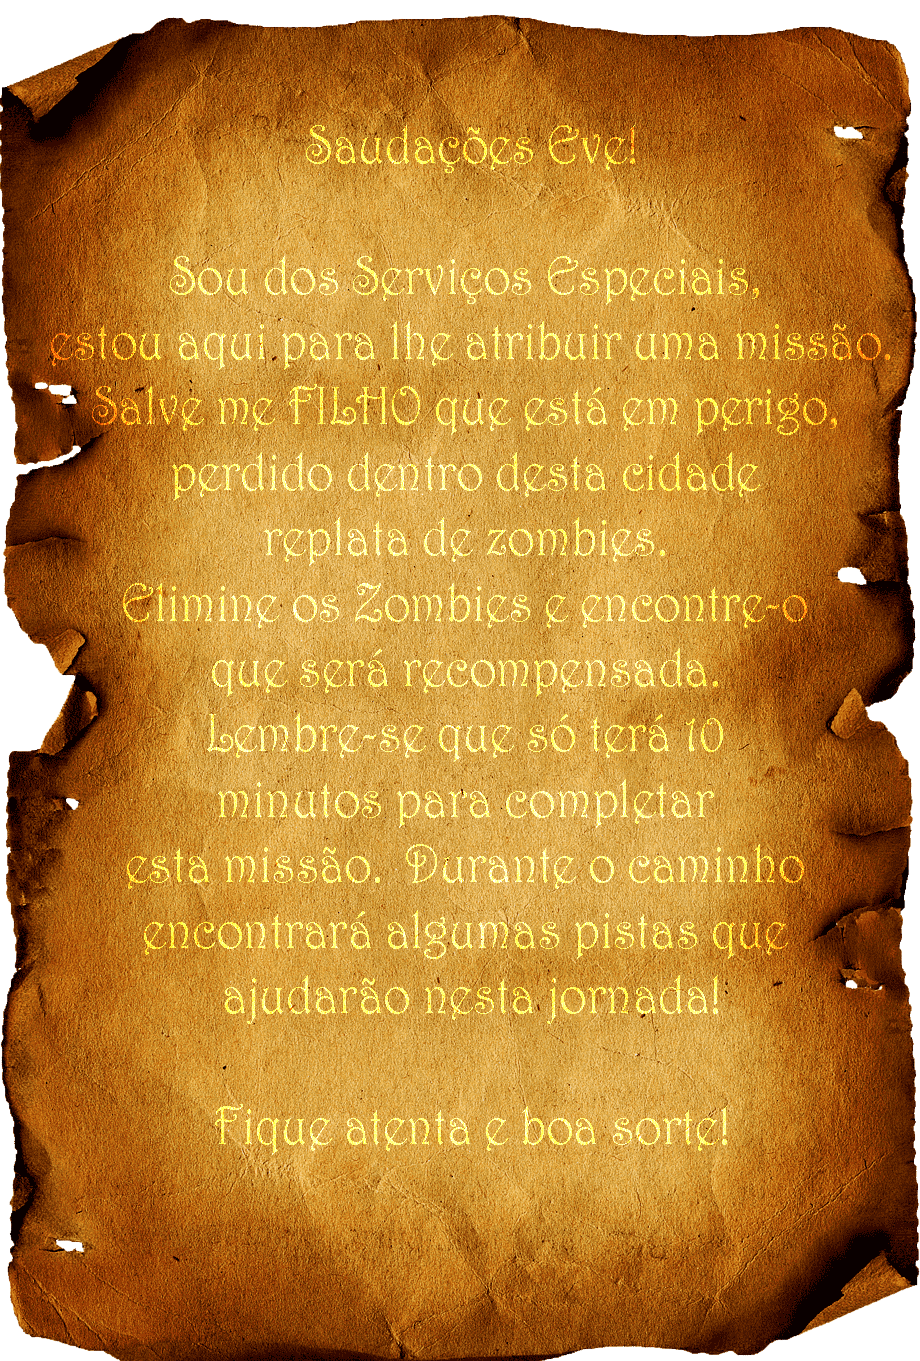 Saudações Eve!
Sou dos Serviços Especiais,
estou aqui para lhe atribuir uma missão.
Salve me FILHO que está em perigo,
perdido dentro desta cidade
replata de zombies.
Elimine os Zombies e encontre-o
que será recompensada.
Lembre-se que só terá 10
minutos para completar
esta missão. Durante o caminho
encontrará algumas pistas que
ajudarão nesta jornada!
Fique atenta e boa sorte!